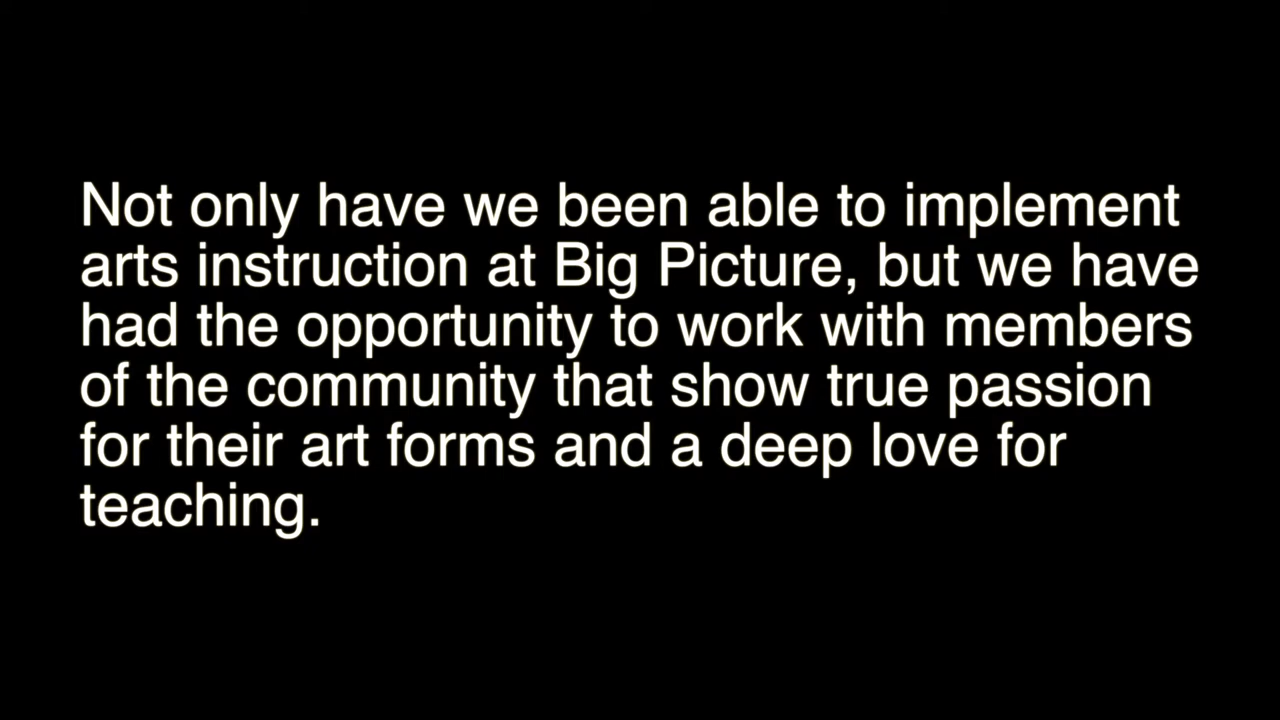 Not only have we been able to implement
arts instruction at Big Picture, but we have
had the opportunity to work with members
of the community that show true passion
for their art forms and a deep love for
teaching.